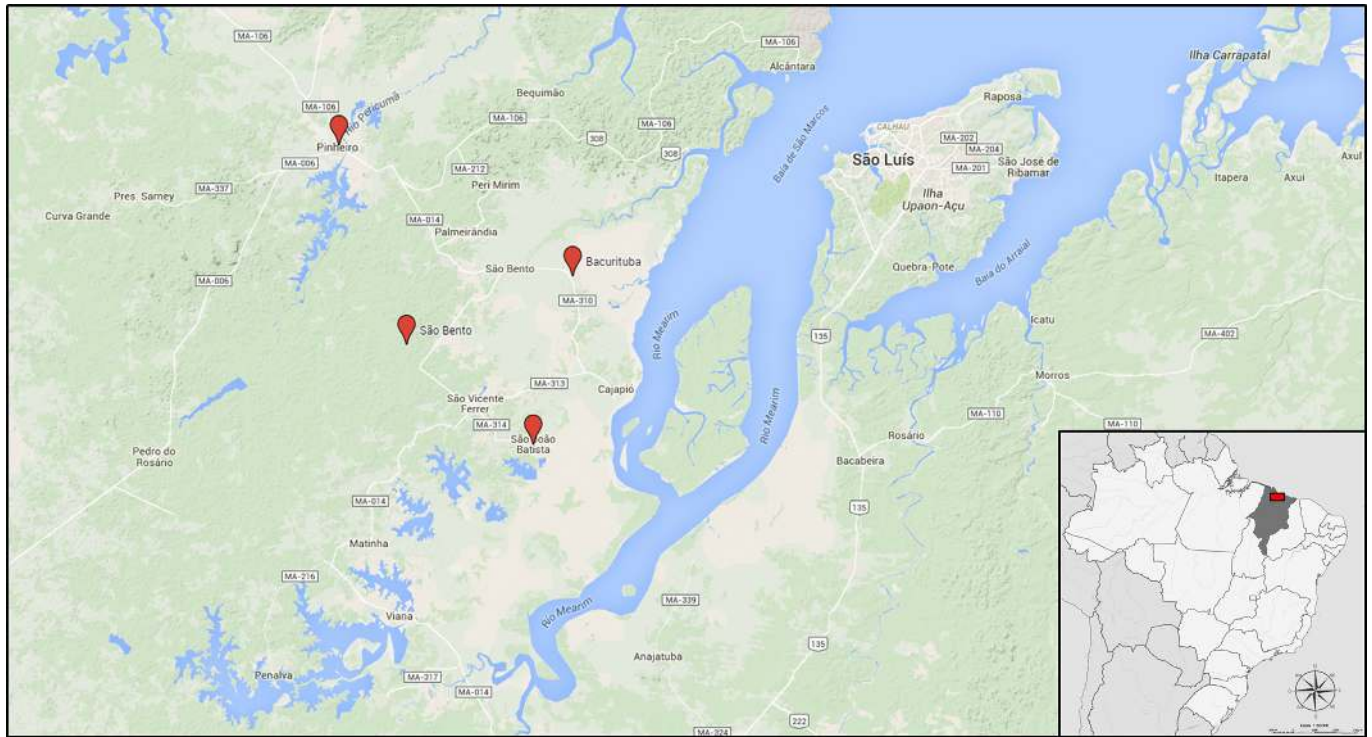 MA-106
MA-106
Alcântara
Ilha Carrapatal
Bequimão
Raposa
MA-106
Rio Pericumã
MA-106
MA-106
308
CALHAU
MA-202
MA-204
Pinheiro
308
São Luís
São José de
Ribamar
Axuí
MA-006
MA-212
MA-201
Baía de São Marcos
Peri Mirim
Ilha
Upaon-Açu
Itapera
Axui
MA-337
Pres. Sarney
Curva Grande
MA-014
Palmeirândia
São Bento
Bacurituba
Quebra-Pote
Baía do Arraial
MA-006
MA-310
Icatu
São Bento
Rio Mearim
135
MA-402
MA-313
Cajapió
Morros
São Vicente
Ferrer
MA-314
São João
Batista
Rio Mearim
MA-110
MA-110
Rosário
Pedro do
Rosário
Bacabeira
MA-014
135
Matinha
MA-216
Viana
Rio Mearim
MA-339
135
Penalva
Anajatuba
MA-317
MA-014
222
MA-324